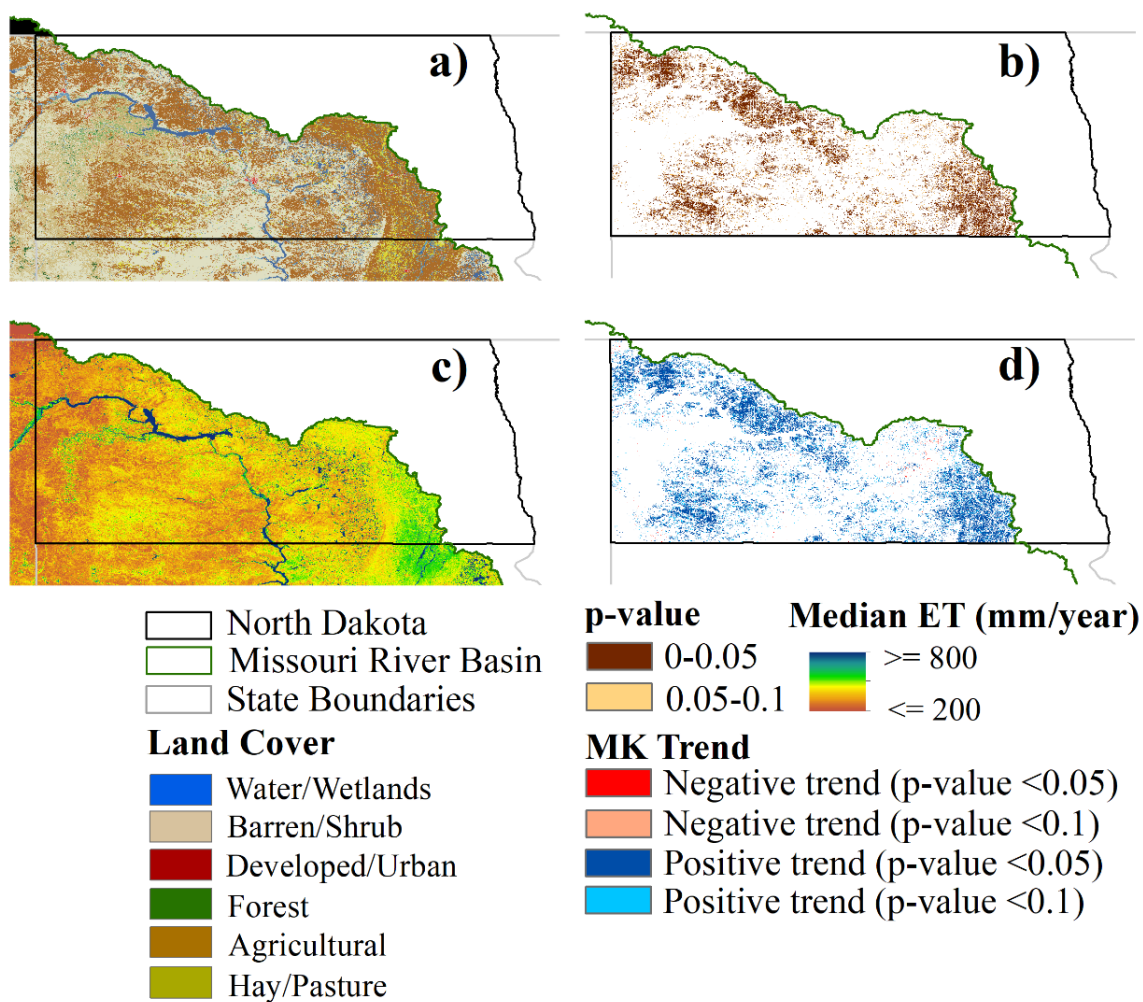 a)
b)
c)
d)
North Dakota
Missouri River Basin
State Boundaries
Land Cover
Water/Wetlands
Barren/Shrub
Developed/Urban
Forest
Agricultural
Hay/Pasture
p-value
0-0.05
0.05-0.1
Median ET (mm/year)
>= 800
<= 200
MK Trend
Negative trend (p-value <0.05)
Negative trend (p-value <0.1)
Positive trend (p-value <0.05)
Positive trend (p-value <0.1)